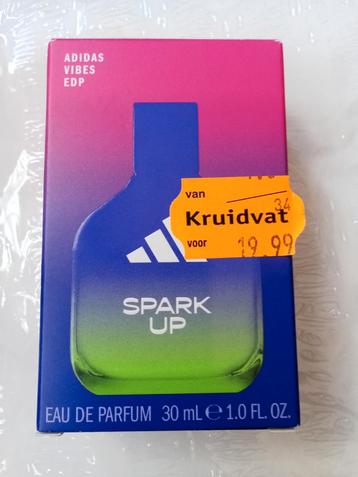 ADIDAS
VIBES
EDP
van
34
Kruidvat
voor
19.99
SPARK
UP
EAU DE PARFUM 30 mL ℮ 1.0 FL. OZ.